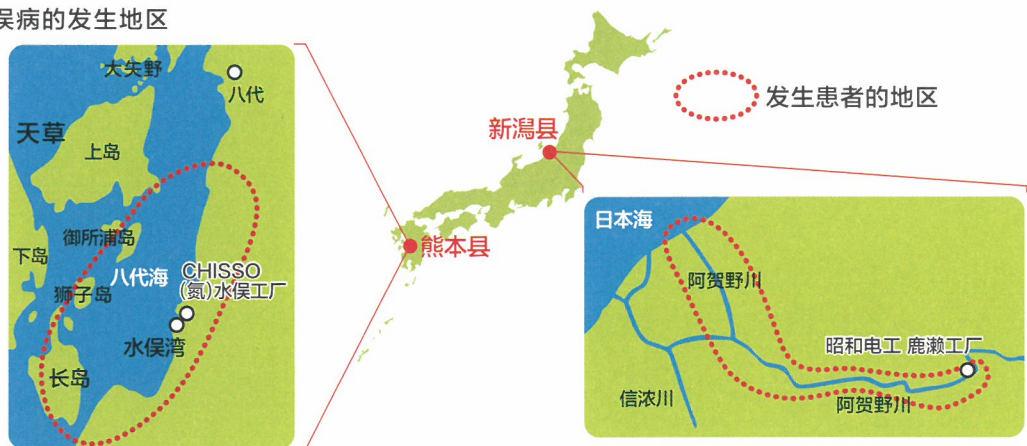 俣病的发生地区
大矢野
八代
天草
上岛
御所浦岛
下岛
八代海
CHISSO
(氮)水俣工厂
狮子岛
水俣湾
长岛
新潟县
熊本县
发生患者的地区
日本海
阿贺野川
昭和电工 鹿濑工厂
信浓川
阿贺野川